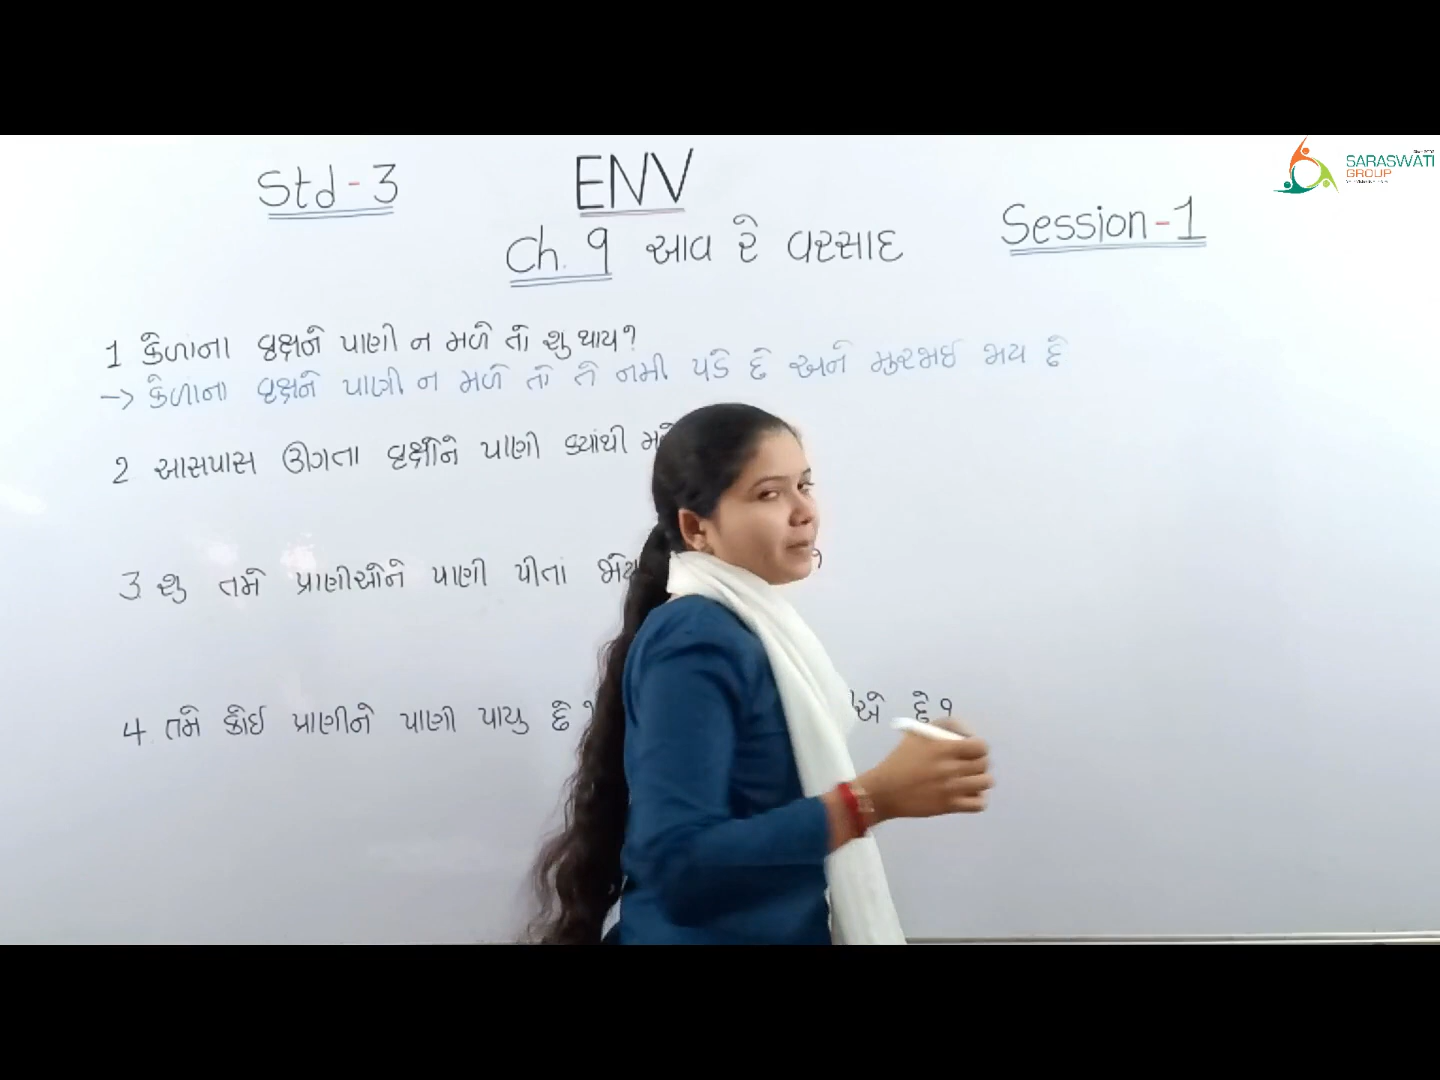 Std-3
ENV
SARASWATI
GROUP
Ch. 9 આવ રે વરસાદ
Session-1
1 કેળાંના વૃક્ષને પાણી ન મળે તો શુ થાય?
→ કેળાંના વૃક્ષને પાણી ન મળે તો તે નમી પડે છે અને મુરજાઇ જાય છે
2 આસપાસ ઊગતા વૃક્ષોને પાણી ક્યાંથી
3 શુ તમે પ્રાણીઓને પાણી પીતાં ?
4. તમે કોઈ પ્રાણીને પાણી પાયુ છે? છે?